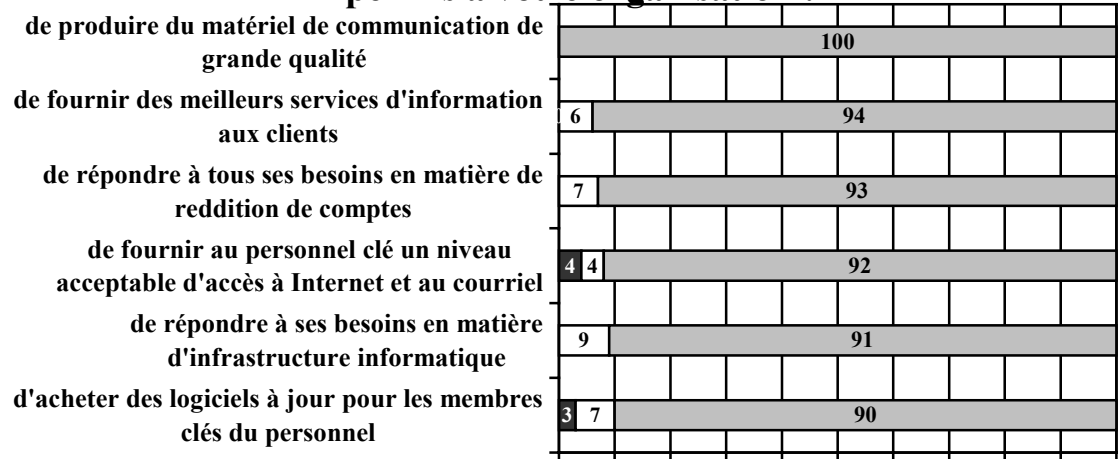 de produire du matériel de communication de
grande qualité
100
de fournir des meilleurs services d'information
aux clients
6 94
de répondre à tous ses besoins en matière de
reddition de comptes
7 93
de fournir au personnel clé un niveau
acceptable d'accès à Internet et au courriel
4 4 92
de répondre à ses besoins en matière
d'infrastructure informatique
9 91
d'acheter des logiciels à jour pour les membres
clés du personnel
3 7 90